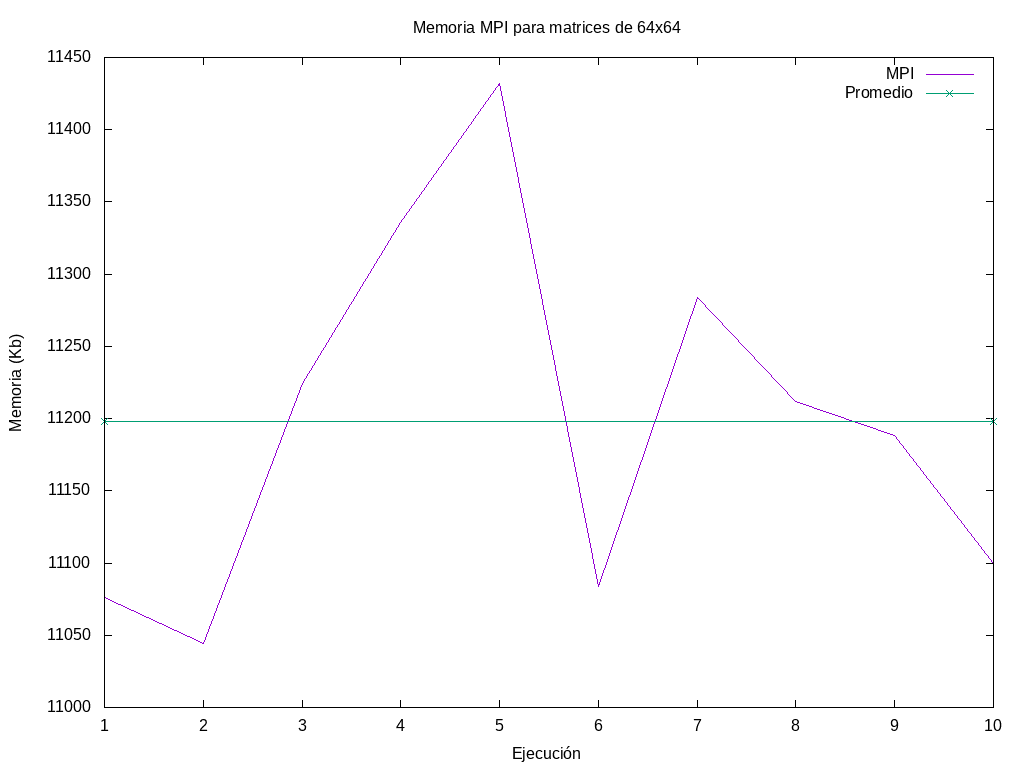 Memoria MPI para matrices de 64x64
MPI
Promedio
11450
11400
11350
11300
11250
11200
11150
11100
11050
11000
Memoria (Kb)
1 2 3 4 5 6 7 8 9 10
Ejecución